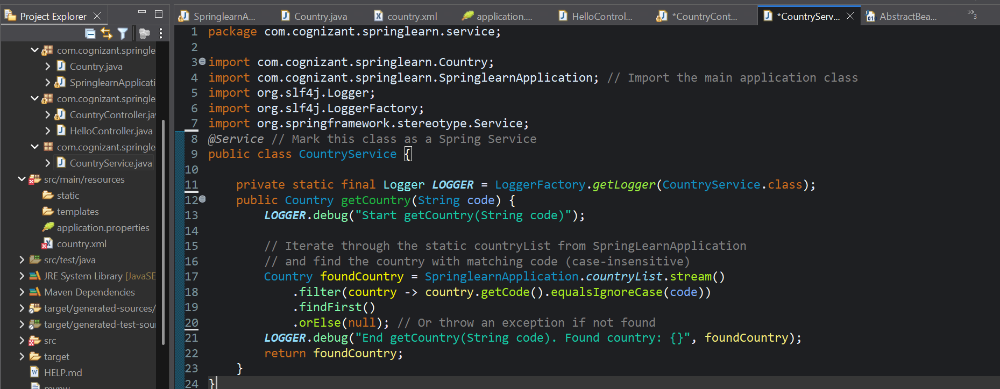 Project Explorer
com.cognizant.springle
Country.java
SpringlearnApplicati
com.cognizant.springle
CountryController.ja
HelloController.java
com.cognizant.springle
CountryService.java
src/main/resources
static
templates
application.properties
country.xml
src/test/java
JRE System Library [JavaSE
Maven Dependencies
target/generated-sources/
target/generated-test-sou
src
target
HELP.md
mvnw
SpringlearnA... Country.java country.xml application.... HelloControl... *CountryCont... *CountryServ... AbstractBea... »3
1 package com.cognizant.springlearn.service;
2
3 import com.cognizant.springlearn.Country;
4 import com.cognizant.springlearn.SpringlearnApplication; // Import the main application class
5 import org.slf4j.Logger;
6 import org.slf4j.LoggerFactory;
7 import org.springframework.stereotype.Service;
8 @Service // Mark this class as a Spring Service
9 public class CountryService {
10
11 private static final Logger LOGGER = LoggerFactory.getLogger(CountryService.class);
12 public Country getCountry(String code) {
13 LOGGER.debug("Start getCountry(String code)");
14
15 // Iterate through the static countryList from SpringLearnApplication
16 // and find the country with matching code (case-insensitive)
17 Country foundCountry = SpringlearnApplication.countryList.stream()
18 .filter(country -> country.getCode().equalsIgnoreCase(code))
19 .findFirst()
20 .orElse(null); // Or throw an exception if not found
21 LOGGER.debug("End getCountry(String code). Found country: {}", foundCountry);
22 return foundCountry;
23 }
24 }